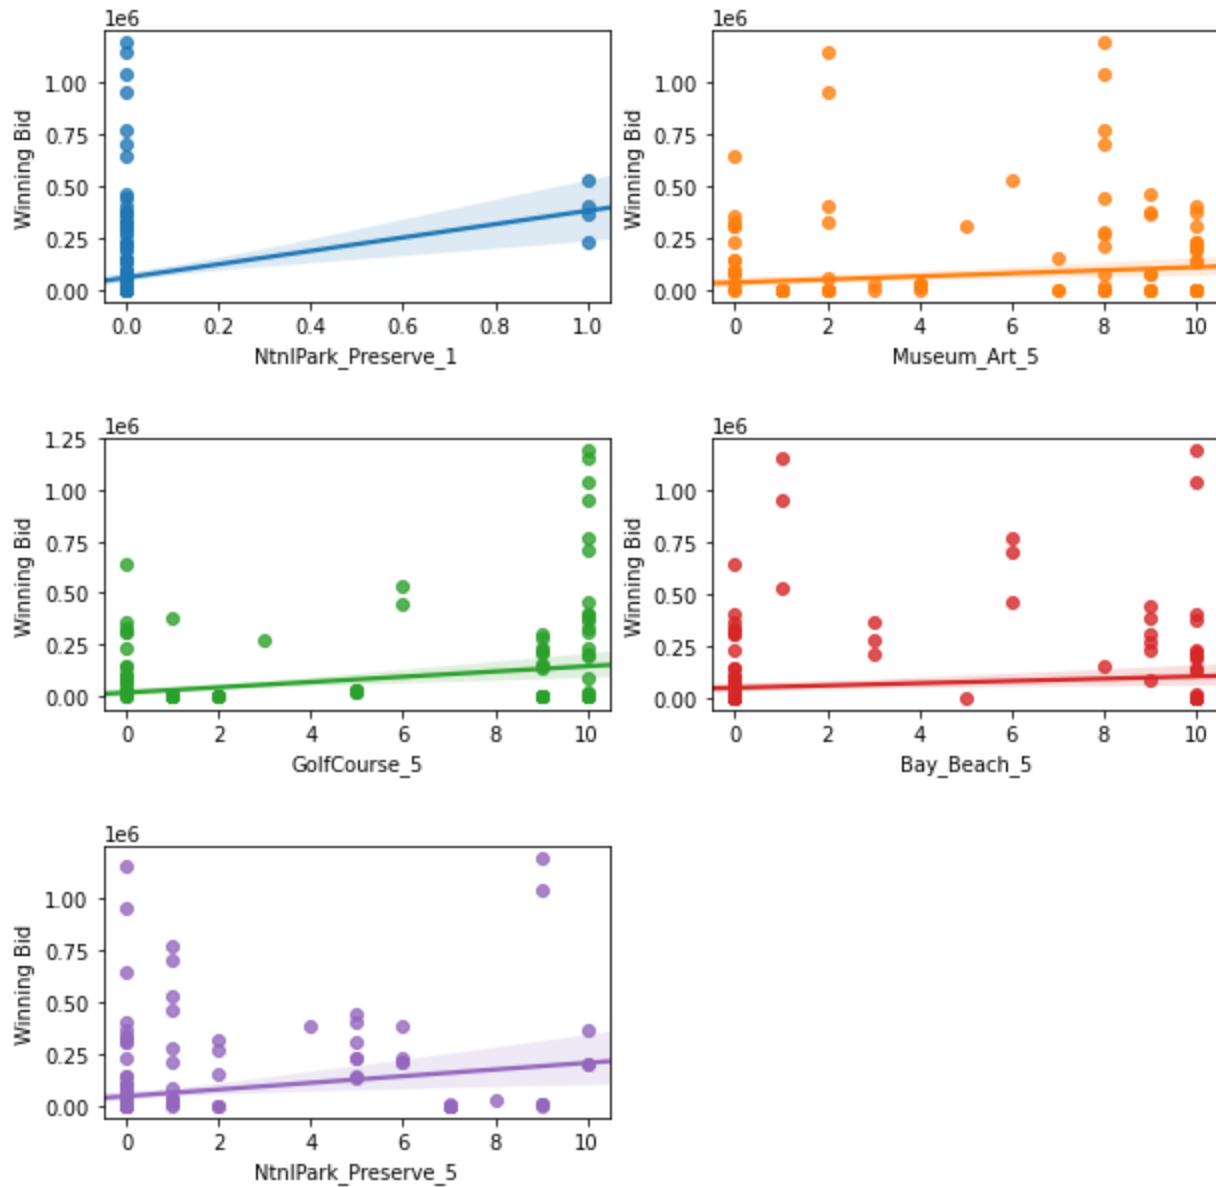 1e6
1.00
0.75
0.50
0.25
0.00
Winning Bid
0.0 0.2 0.4 0.6 0.8 1.0
NtnlPark_Preserve_1
1e6
1.00
0.75
0.50
0.25
0.00
Winning Bid
0 2 4 6 8 10
Museum_Art_5
1e6
1.25
1.00
0.75
0.50
0.25
0.00
Winning Bid
0 2 4 6 8 10
GolfCourse_5
1e6
1.00
0.75
0.50
0.25
0.00
Winning Bid
0 2 4 6 8 10
Bay_Beach_5
1e6
1.00
0.75
0.50
0.25
0.00
Winning Bid
0 2 4 6 8 10
NtnlPark_Preserve_5